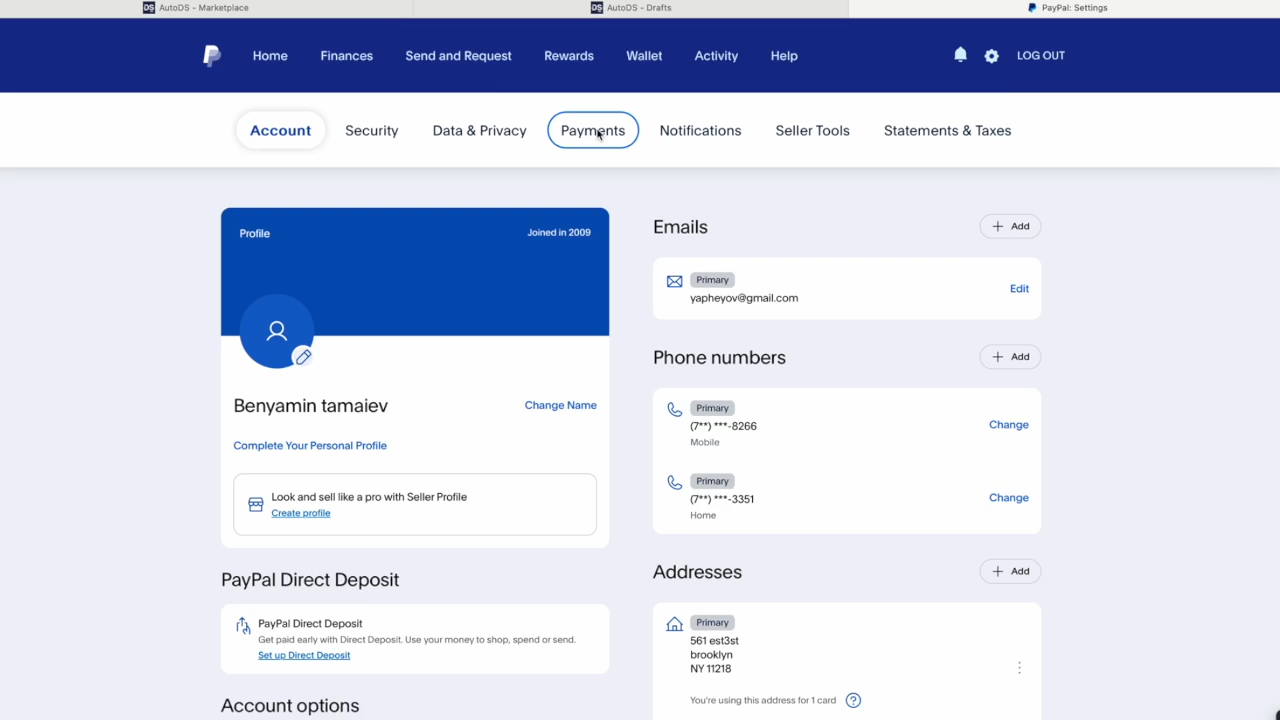 AutoDS - Marketplace
AutoDS - Drafts
PayPal: Settings
Home
Finances
Send and Request
Rewards
Wallet
Activity
Help
LOG OUT
Account
Security
Data & Privacy
Payments
Notifications
Seller Tools
Statements & Taxes
Profile
Joined in 2009
Benyamin tamaiev
Change Name
Complete Your Personal Profile
Look and sell like a pro with Seller Profile
Create profile
PayPal Direct Deposit
PayPal Direct Deposit
Get paid early with Direct Deposit. Use your money to shop, spend or send.
Set up Direct Deposit
Account options
Emails
Add
Primary
yapheyov@gmail.com
Edit
Phone numbers
Add
Primary
(7**) ***-8266
Mobile
Change
Primary
(7**) ***-3351
Home
Change
Addresses
Add
Primary
561 est3st
brooklyn
NY 11218
You're using this address for 1 card